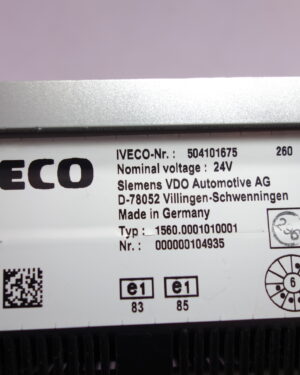 IVECO-Nr.: 504101675 260
ECO
Nominal voltage : 24V
Siemens VDO Automotive AG
D-78052 Villingen-Schwenningen
Made in Germany
Typ : 1560.0001010001
Nr. : 000000104935
e1 e1
83 85
6